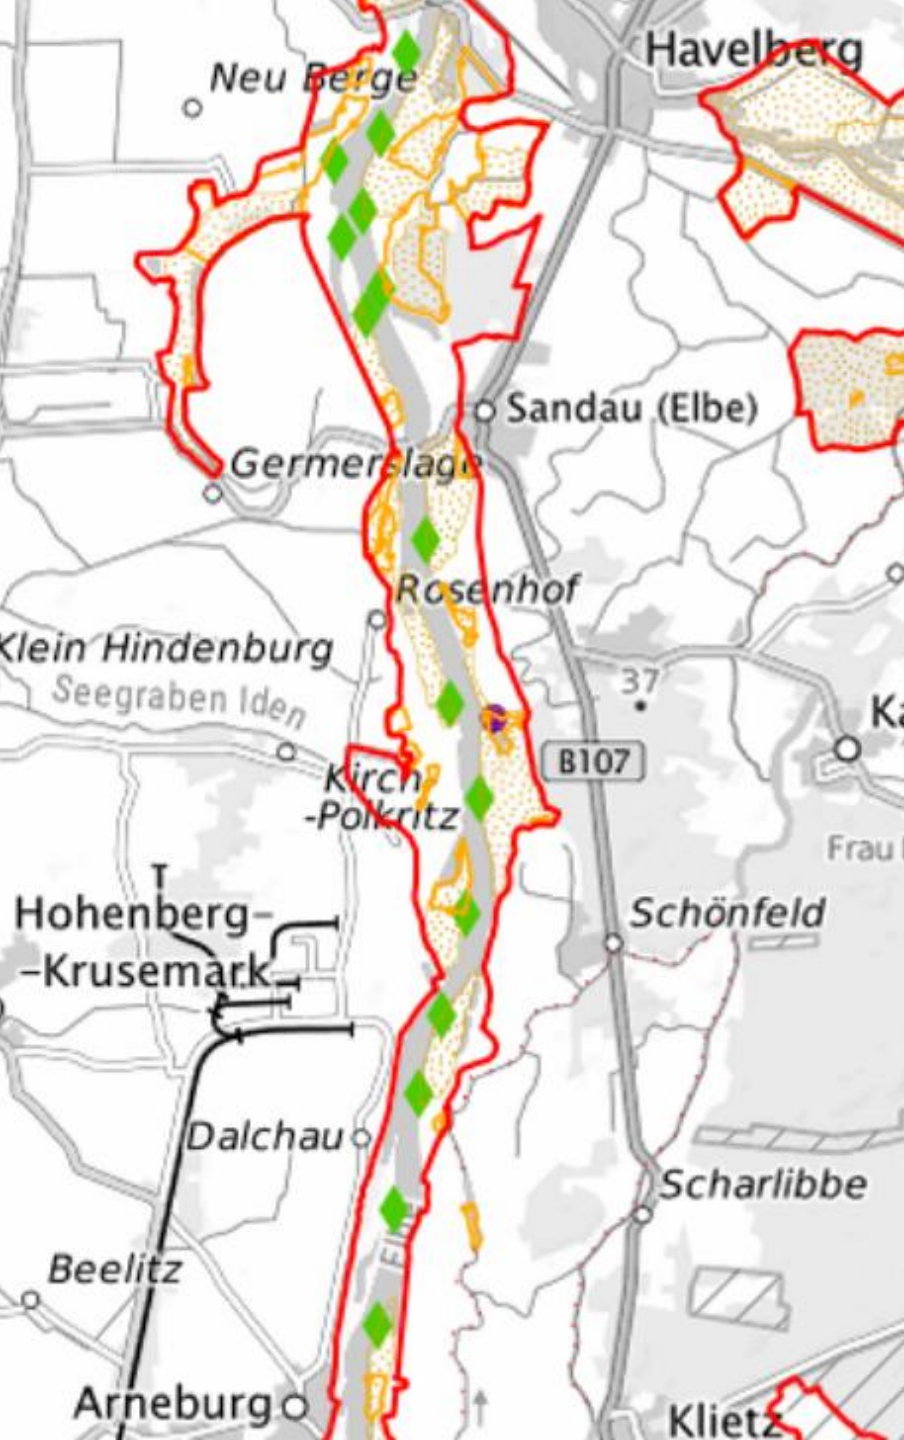 Havelberg
Neu Berge
Sandau (Elbe)
Germerslage
Rosenhof
Klein Hindenburg
Seegraben Iden
37
Ka
B107
Kirch
-Polkritz
Frau
Hohenberg-
-Krusemark
Schönfeld
Dalchau
Scharlibbe
Elbe
Beelitz
Arneburg
Klietz